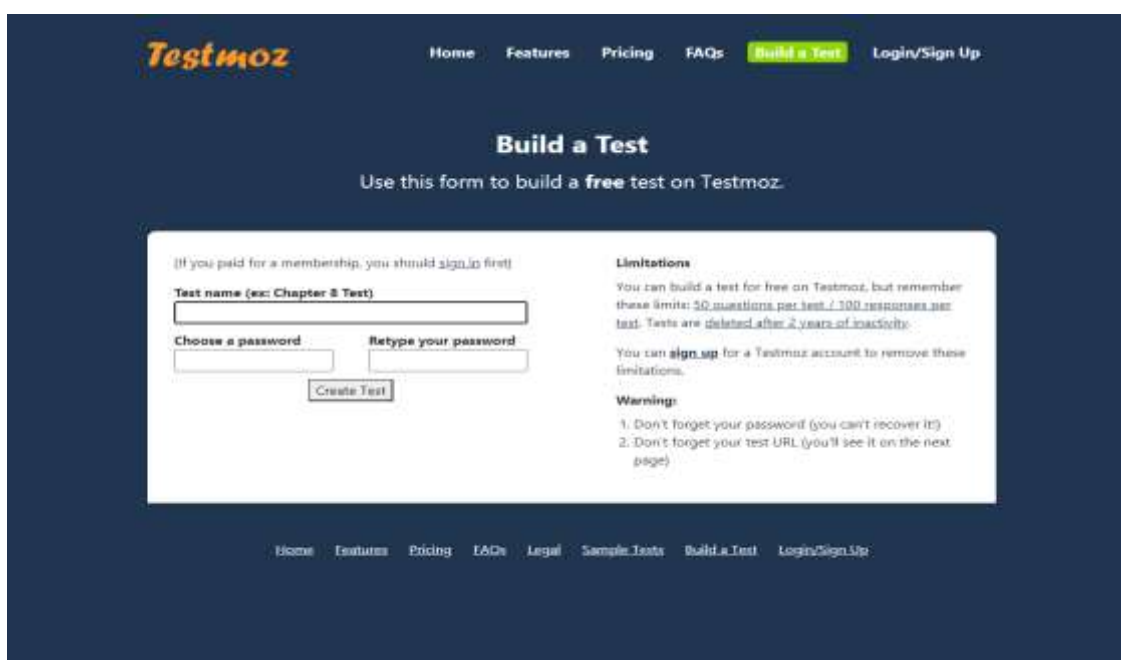 Testmoz
Home Features Pricing FAQs Build a Test Login/Sign Up
Build a Test
Use this form to build a free test on Testmoz.
(If you paid for a membership, you should sign in first)
Test name (ex: Chapter 8 Test)
Choose a password Retype your password
Create Test
Limitations
You can build a test for free on Testmoz, but remember
these limits: 50 questions per test / 100 responses per
test. Tests are deleted after 2 years of inactivity.
You can sign up for a Testmoz account to remove these
limitations.
Warning:
1. Don't forget your password (you can't recover it!)
2. Don't forget your test URL (you'll see it on the next
page)
Home Features Pricing FAQs Legal Sample Tests Build a Test Login/Sign Up